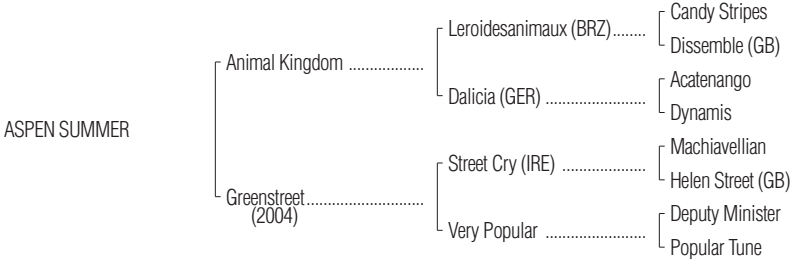 Candy Stripes
Leroidesanimaux (BRZ)........
Dissemble (GB)
Animal Kingdom ..................
Acatenango
Dalicia (GER) ........................
Dynamis
ASPEN SUMMER
Machiavellian
Street Cry (IRE) ....................
Helen Street (GB)
Greenstreet............................
(2004)
Deputy Minister
Very Popular ........................
Popular Tune